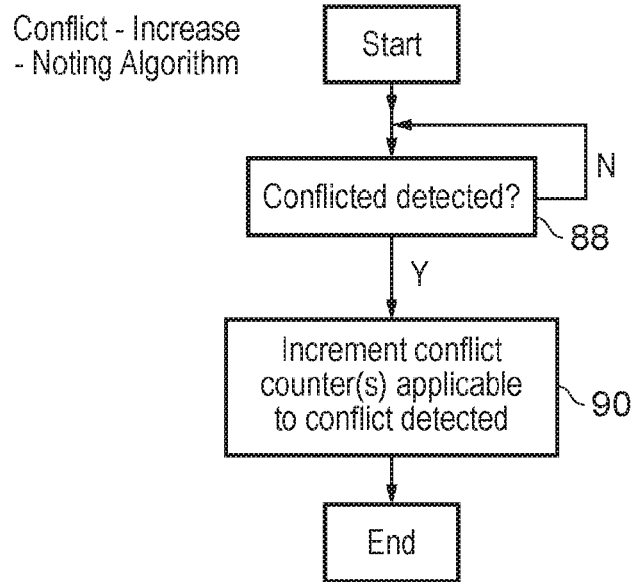 Conflict - Increase
- Noting Algorithm
Start
N
Conflicted detected?
88
Y
Increment conflict
counter(s) applicable
to conflict detected
90
End